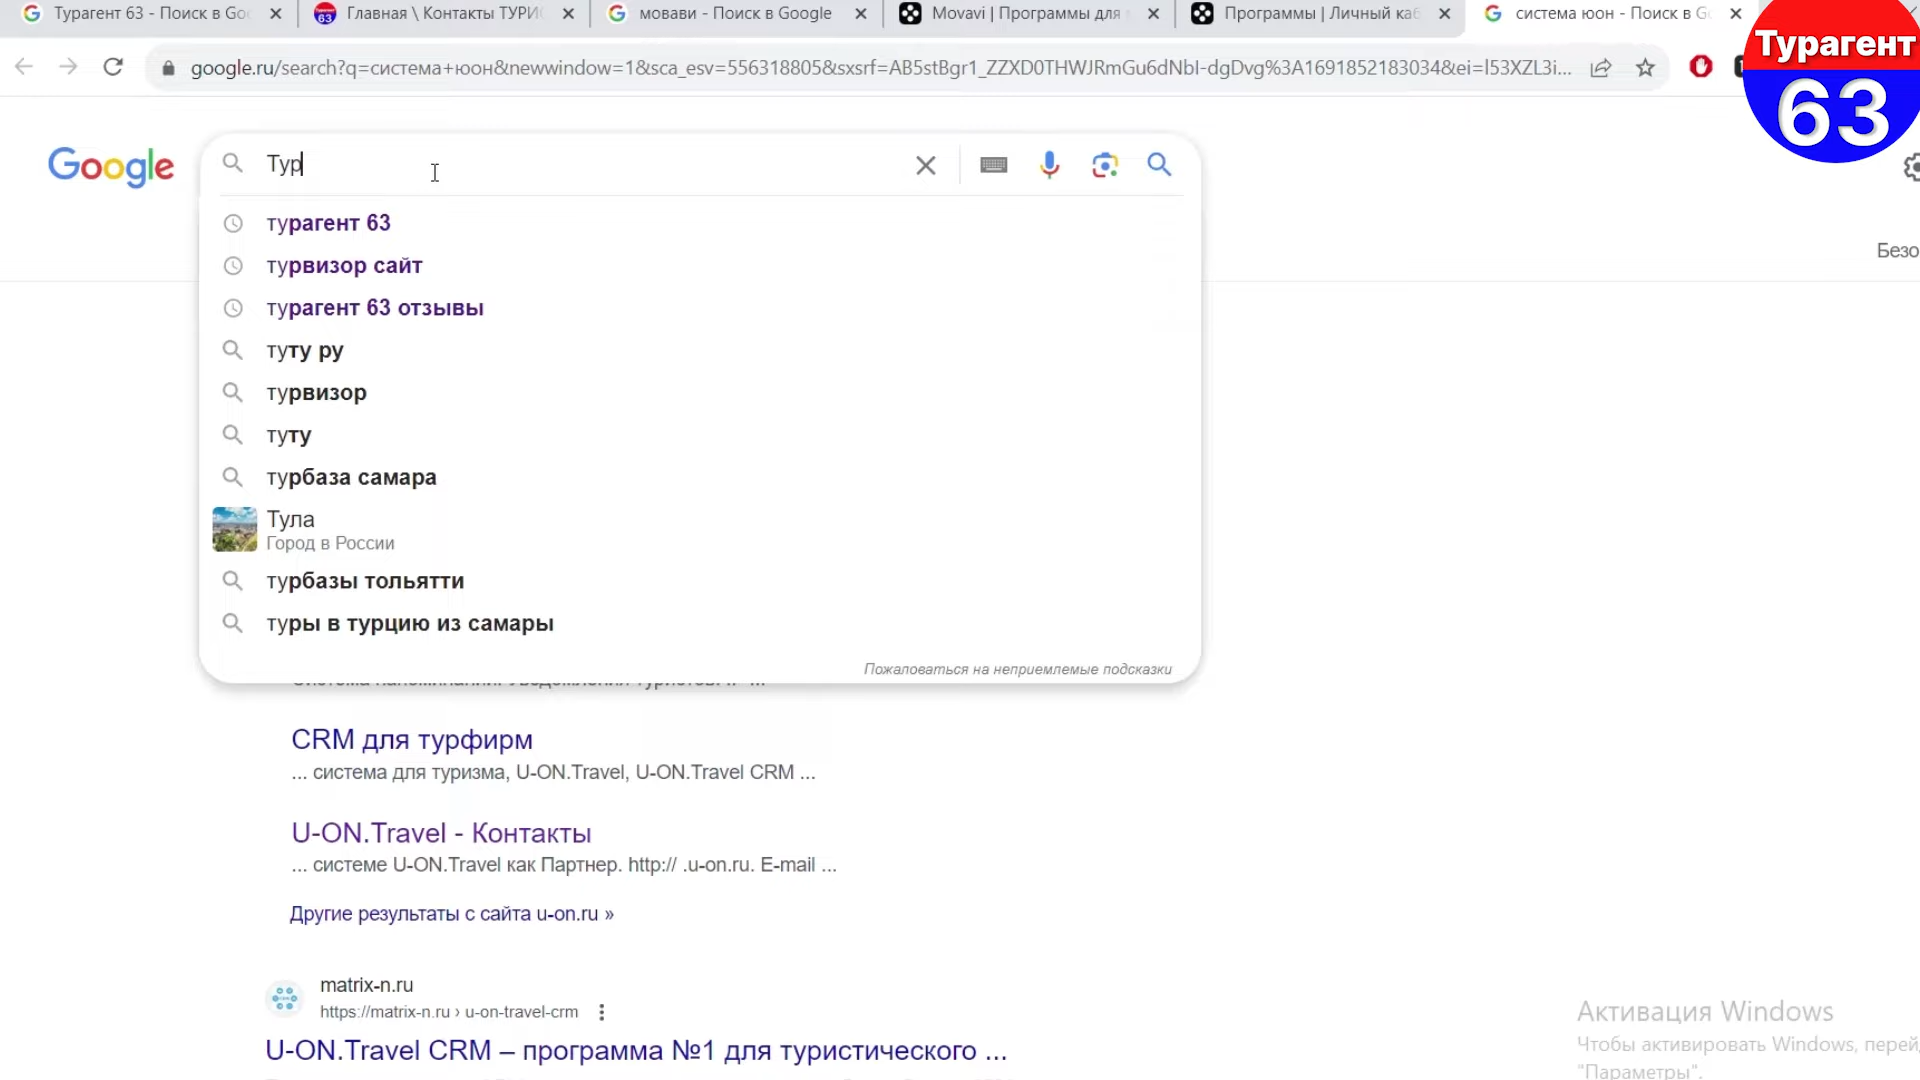 Турагент 63 - Поиск в Goo
Главная \ Контакты ТУРИ
мовави - Поиск в Google
Movavi | Программы для
Программы | Личный каб
система юон - Поиск в Go
google.ru/search?q=система+юон&newwindow=1&sca_esv=556318805&sxsrf=AB5stBgr1_ZZXD0THWJRmGu6dNbI-dgDvg%3A1691852183034&ei=l53XZL3i...
Турагент
63
Google
Тур
Безо
турагент 63
турвизор сайт
турагент 63 отзывы
туту ру
турвизор
туту
турбаза самара
Тула
Город в России
турбазы тольятти
туры в турцию из самары
Пожаловаться на неприемлемые подсказки
CRM для турфирм
... система для туризма, U-ON.Travel, U-ON.Travel CRM ...
U-ON.Travel - Контакты
... системе U-ON.Travel как Партнер. http:// .u-on.ru. E-mail ...
Другие результаты с сайта u-on.ru »
matrix-n.ru
https://matrix-n.ru › u-on-travel-crm
U-ON.Travel CRM – программа №1 для туристического ...
Активация Windows
Чтобы активировать Windows, перей
"Параметры".